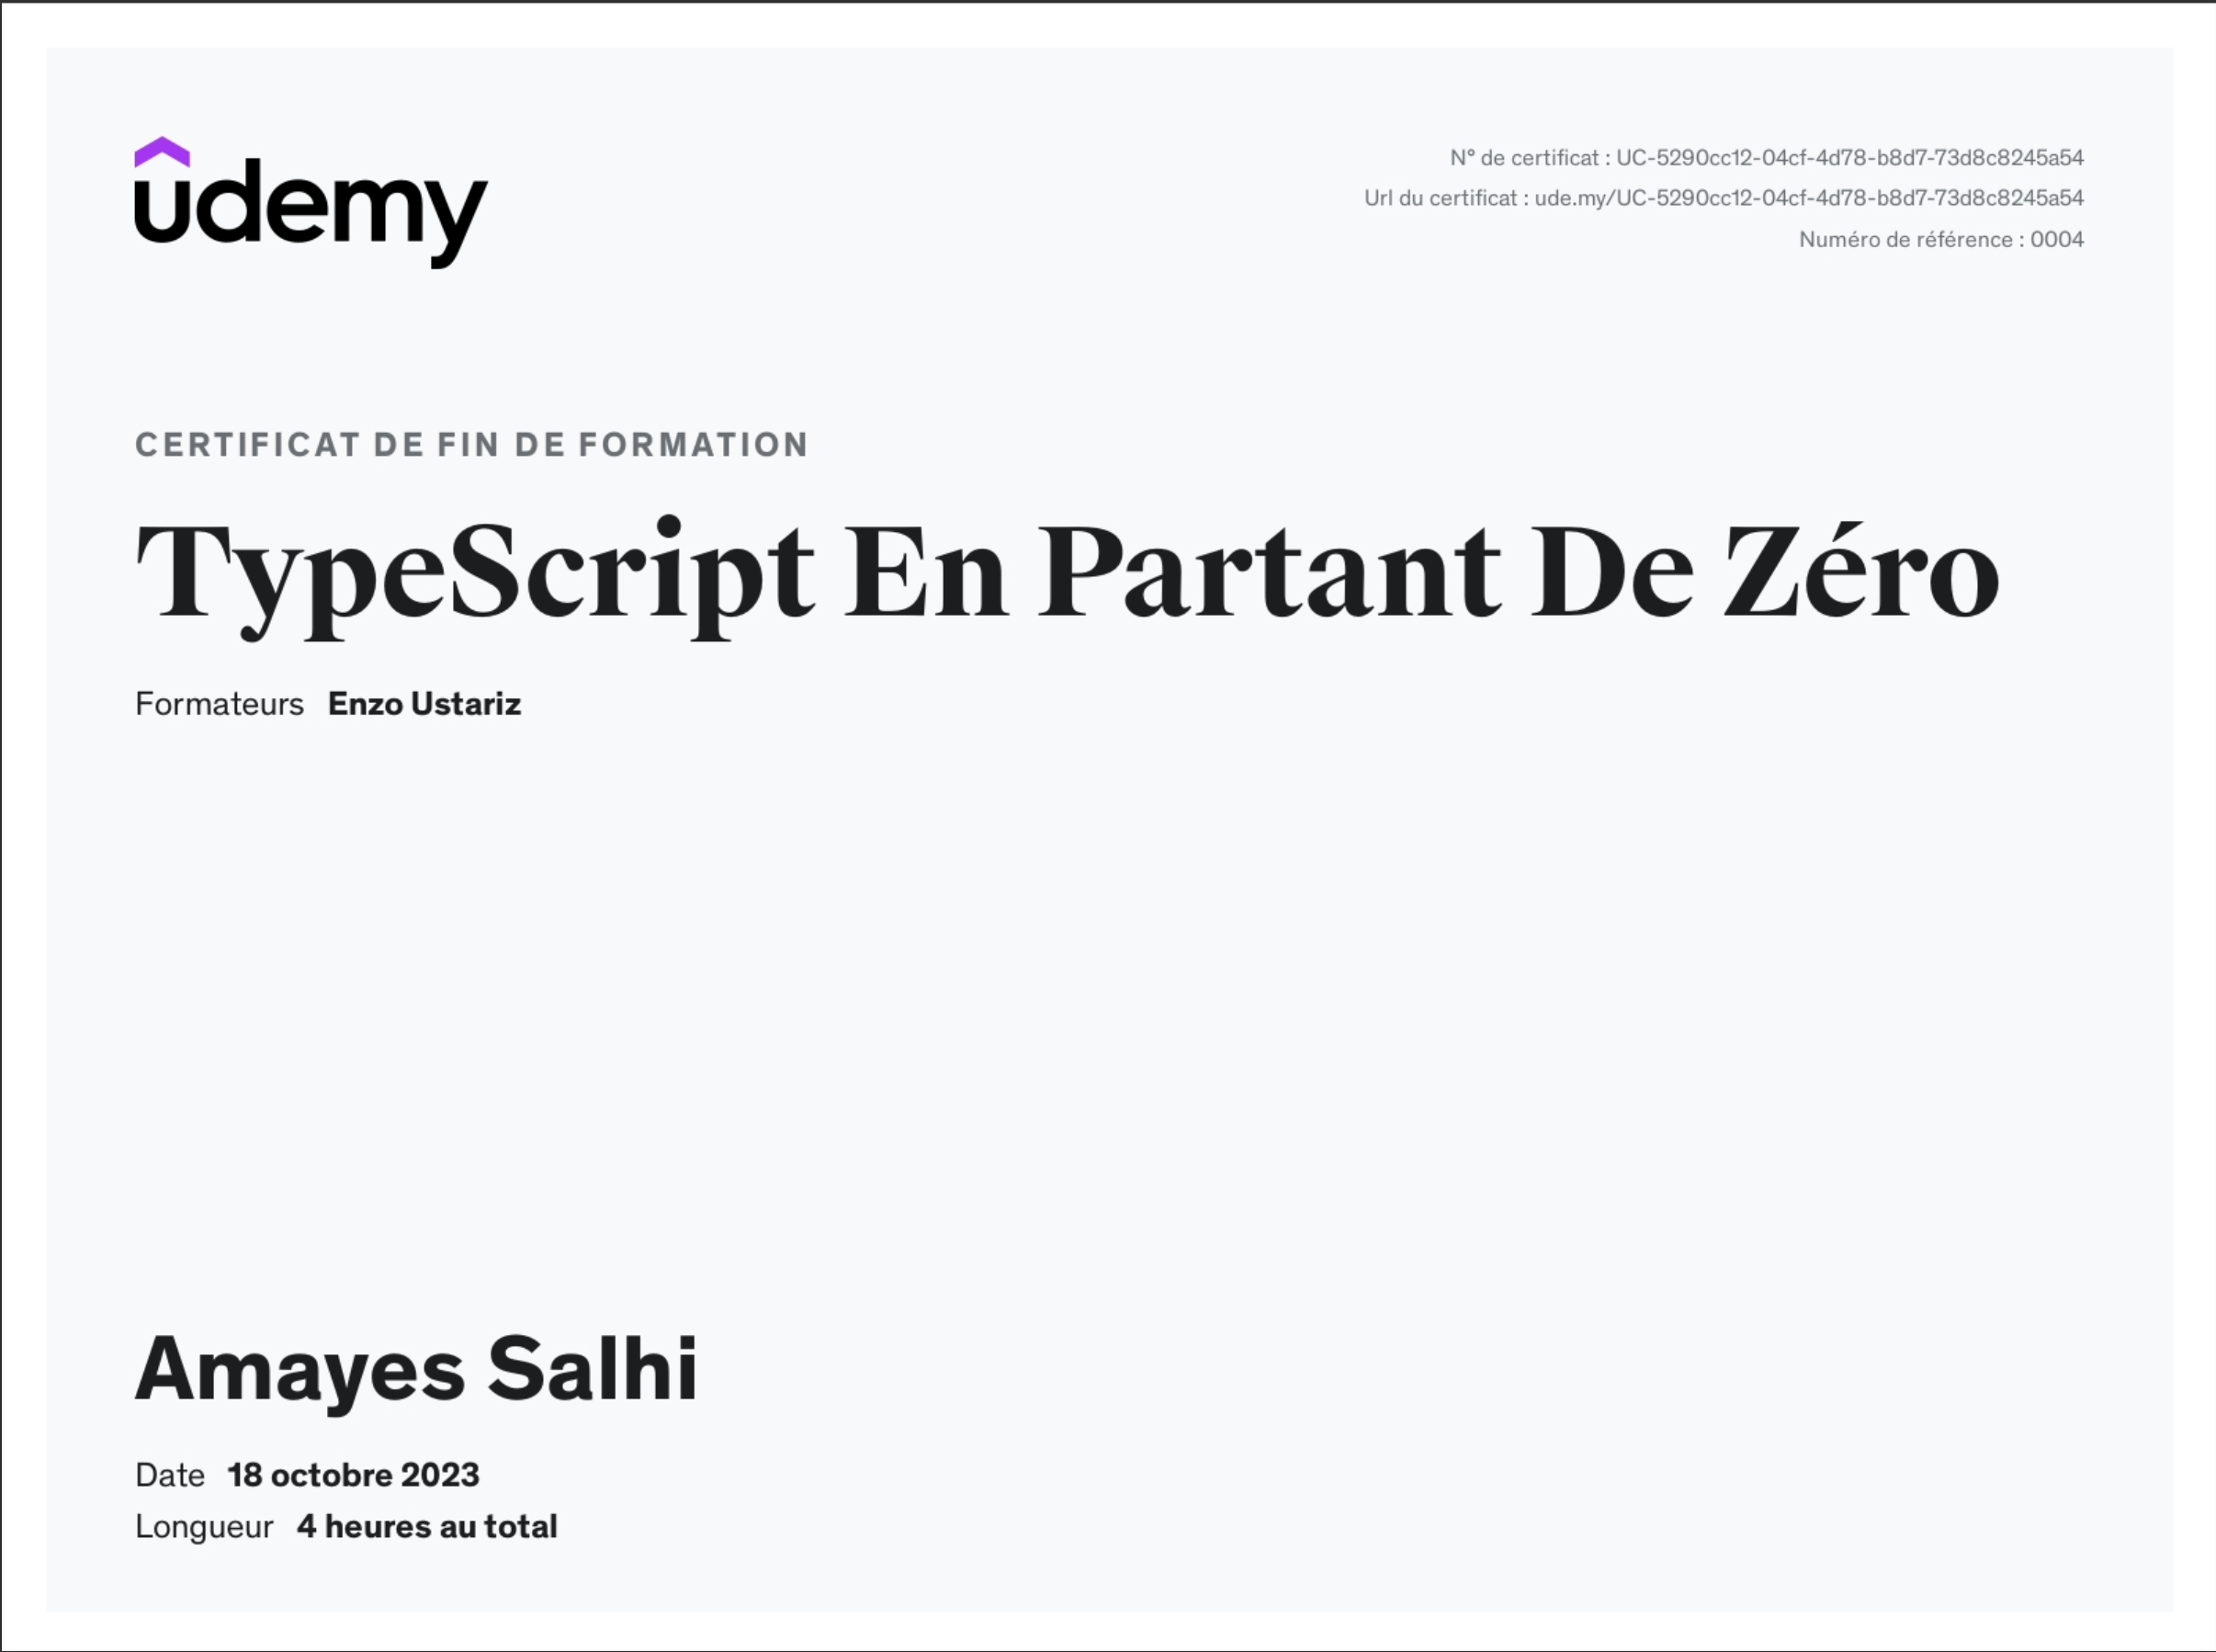 udemy
N° de certificat : UC-5290cc12-04cf-4d78-b8d7-73d8c8245a54
Url du certificat : ude.my/UC-5290cc12-04cf-4d78-b8d7-73d8c8245a54
Numéro de référence : 0004
CERTIFICAT DE FIN DE FORMATION
TypeScript En Partant De Zéro
Formateurs Enzo Ustariz
Amayes Salhi
Date 18 octobre 2023
Longueur 4 heures au total